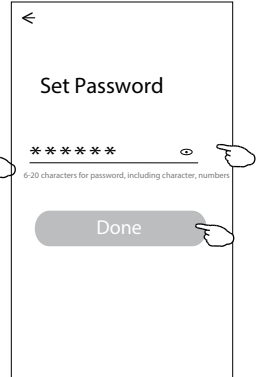 Set Password
******
6-20 characters for password, including character, numbers
Done